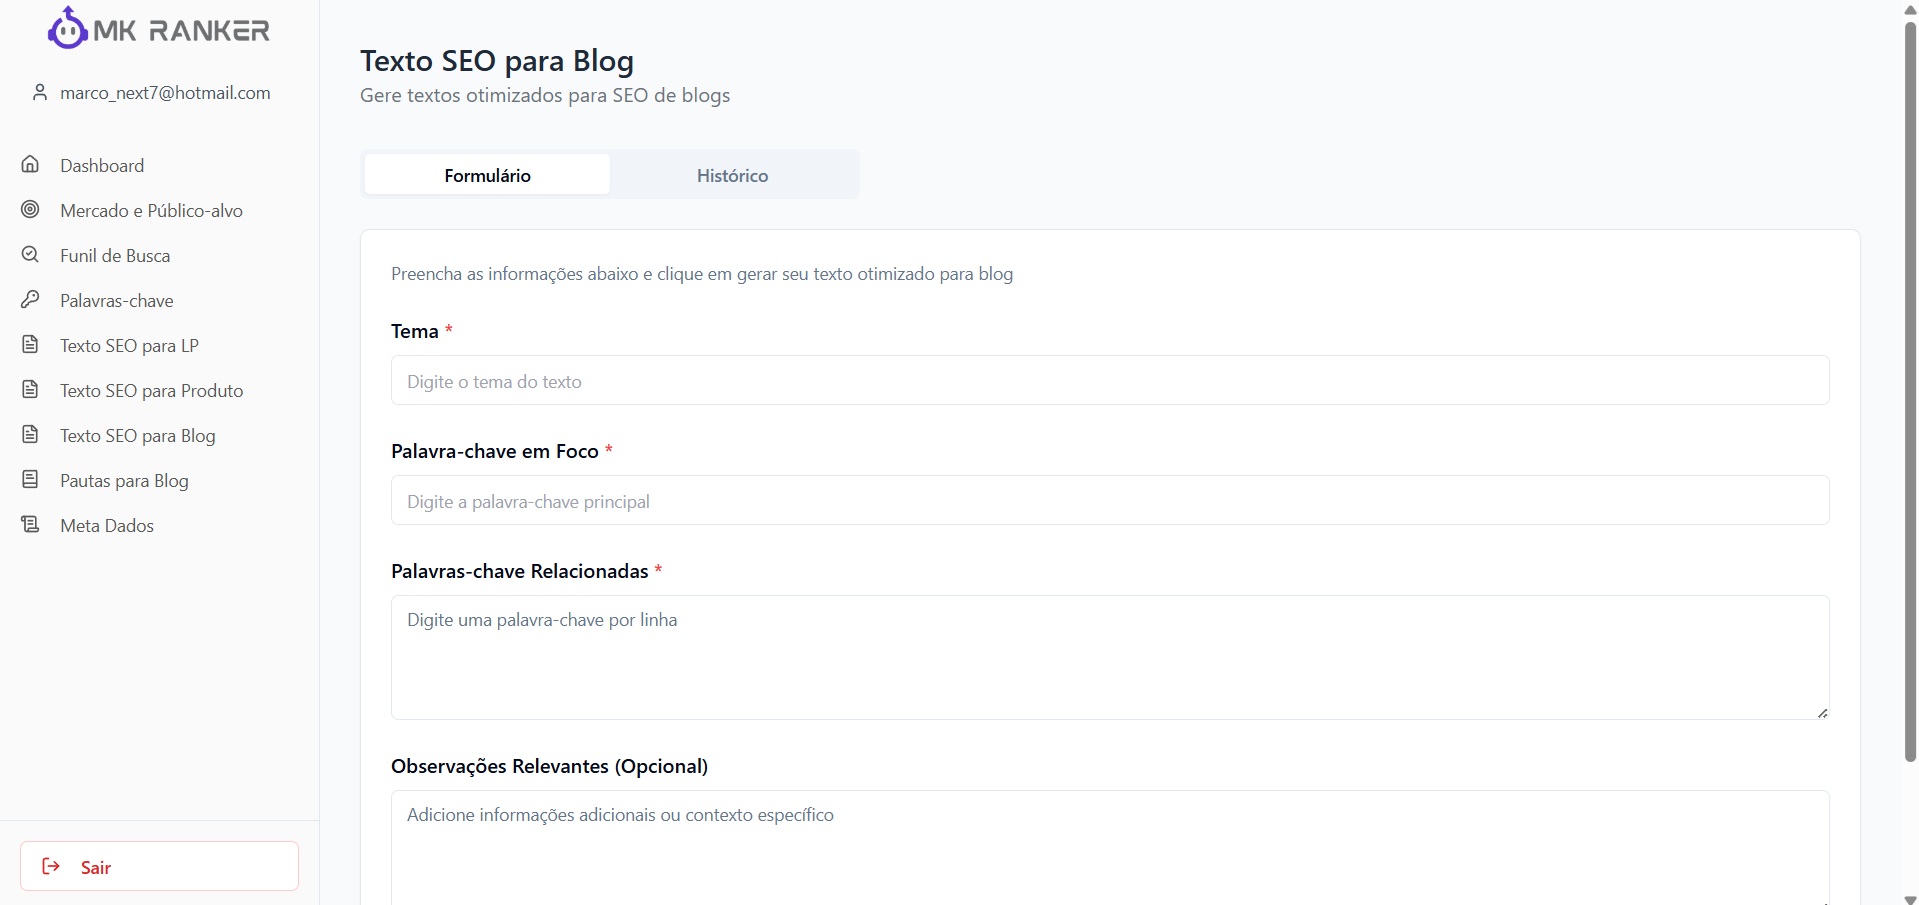 MK RANKER
marco_next7@hotmail.com
Dashboard
Mercado e Público-alvo
Funil de Busca
Palavras-chave
Texto SEO para LP
Texto SEO para Produto
Texto SEO para Blog
Pautas para Blog
Meta Dados
Sair
Texto SEO para Blog
Gere textos otimizados para SEO de blogs
Formulário
Histórico
Preencha as informações abaixo e clique em gerar seu texto otimizado para blog
Tema *
Digite o tema do texto
Palavra-chave em Foco *
Digite a palavra-chave principal
Palavras-chave Relacionadas *
Digite uma palavra-chave por linha
Observações Relevantes (Opcional)
Adicione informações adicionais ou contexto específico